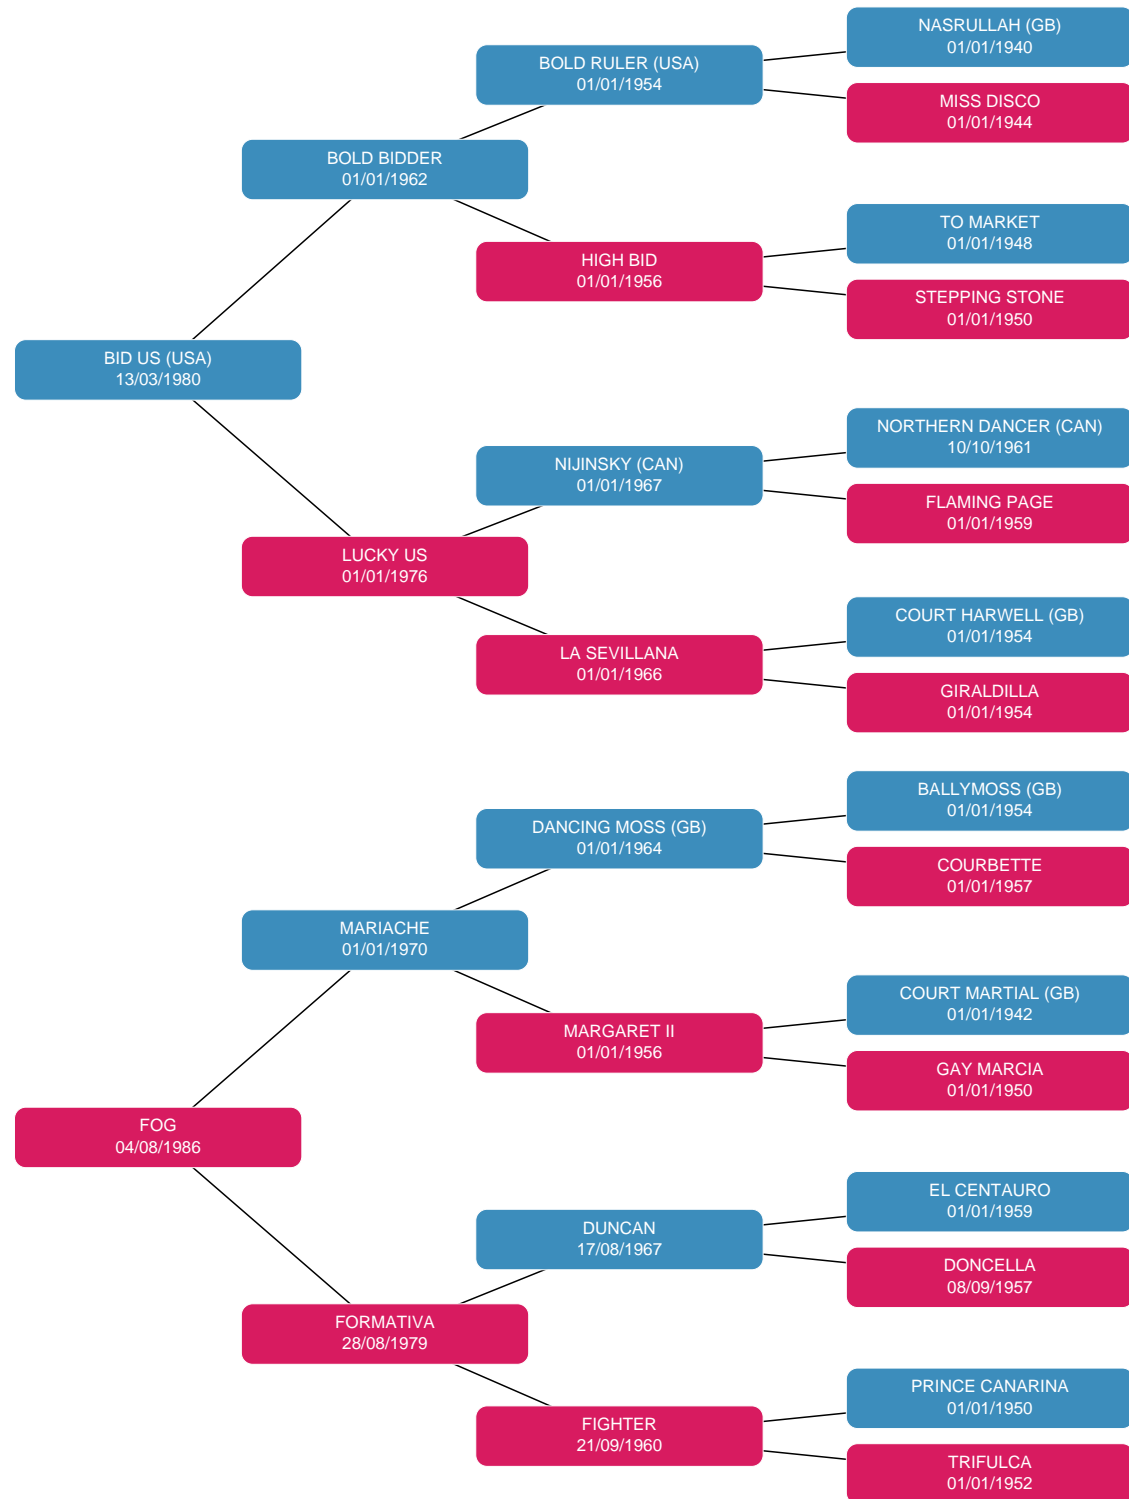 NASRULLAH (GB)
01/01/1940
BOLD RULER (USA)
01/01/1954
MISS DISCO
01/01/1944
BOLD BIDDER
01/01/1962
TO MARKET
01/01/1948
HIGH BID
01/01/1956
STEPPING STONE
01/01/1950
BID US (USA)
13/03/1980
NORTHERN DANCER (CAN)
10/10/1961
NIJINSKY (CAN)
01/01/1967
FLAMING PAGE
01/01/1959
LUCKY US
01/01/1976
COURT HARWELL (GB)
01/01/1954
LA SEVILLANA
01/01/1966
GIRALDILLA
01/01/1954
BALLYMOSS (GB)
01/01/1954
DANCING MOSS (GB)
01/01/1964
COURBETTE
01/01/1957
MARIACHE
01/01/1970
COURT MARTIAL (GB)
01/01/1942
MARGARET II
01/01/1956
GAY MARCIA
01/01/1950
FOG
04/08/1986
EL CENTAURO
01/01/1959
DUNCAN
17/08/1967
DONCELLA
08/09/1957
FORMATIVA
28/08/1979
PRINCE CANARINA
01/01/1950
FIGHTER
21/09/1960
TRIFULCA
01/01/1952